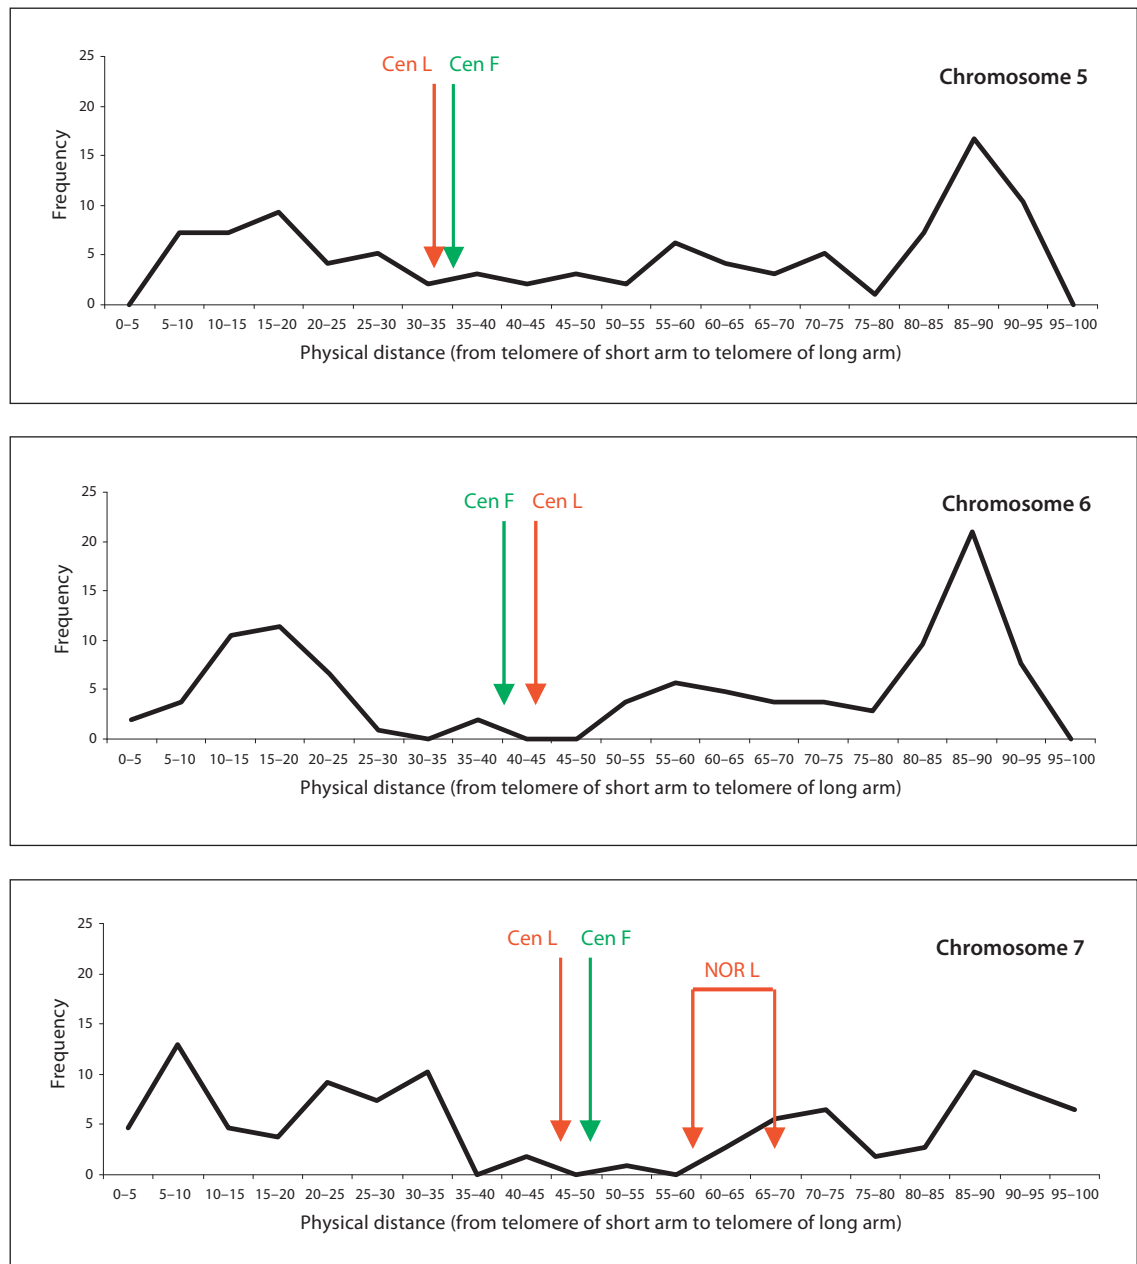 25
Cen L Cen F
Chromosome 5
20
15
10
5
0
Frequency
0–5 5–10 10–15 15–20 20–25 25–30 30–35 35–40 40–45 45–50 50–55 55–60 60–65 65–70 70–75 75–80 80–85 85–90 90–95 95–100
Physical distance (from telomere of short arm to telomere of long arm)
25
Cen F Cen L
Chromosome 6
20
15
10
5
0
Frequency
0–5 5–10 10–15 15–20 20–25 25–30 30–35 35–40 40–45 45–50 50–55 55–60 60–65 65–70 70–75 75–80 80–85 85–90 90–95 95–100
Physical distance (from telomere of short arm to telomere of long arm)
25
Cen L Cen F
Chromosome 7
NOR L
20
15
10
5
0
Frequency
0–5 5–10 10–15 15–20 20–25 25–30 30–35 35–40 40–45 45–50 50–55 55–60 60–65 65–70 70–75 75–80 80–85 85–90 90–95 95–100
Physical distance (from telomere of short arm to telomere of long arm)